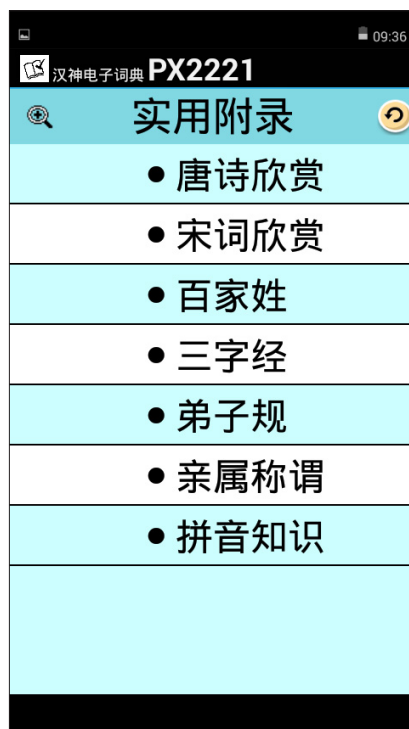 09:36
汉神电子词典 PX2221
实用附录
• 唐诗欣赏
• 宋词欣赏
• 百家姓
• 三字经
• 弟子规
• 亲属称谓
• 拼音知识